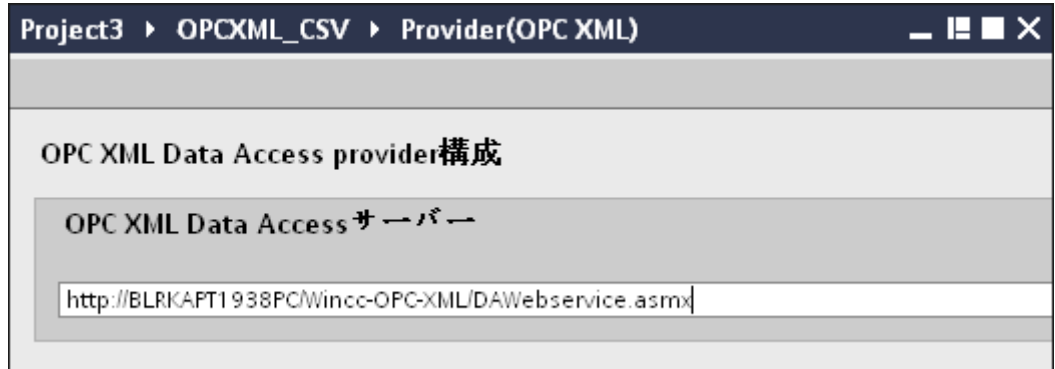 Project3 ▸ OPCXML_CSV ▸ Provider(OPC XML)
OPC XML Data Access provider構成
OPC XML Data Accessサーバー
http://BLRKAPT1938PC/Wincc-OPC-XML/DAWebservice.asmx